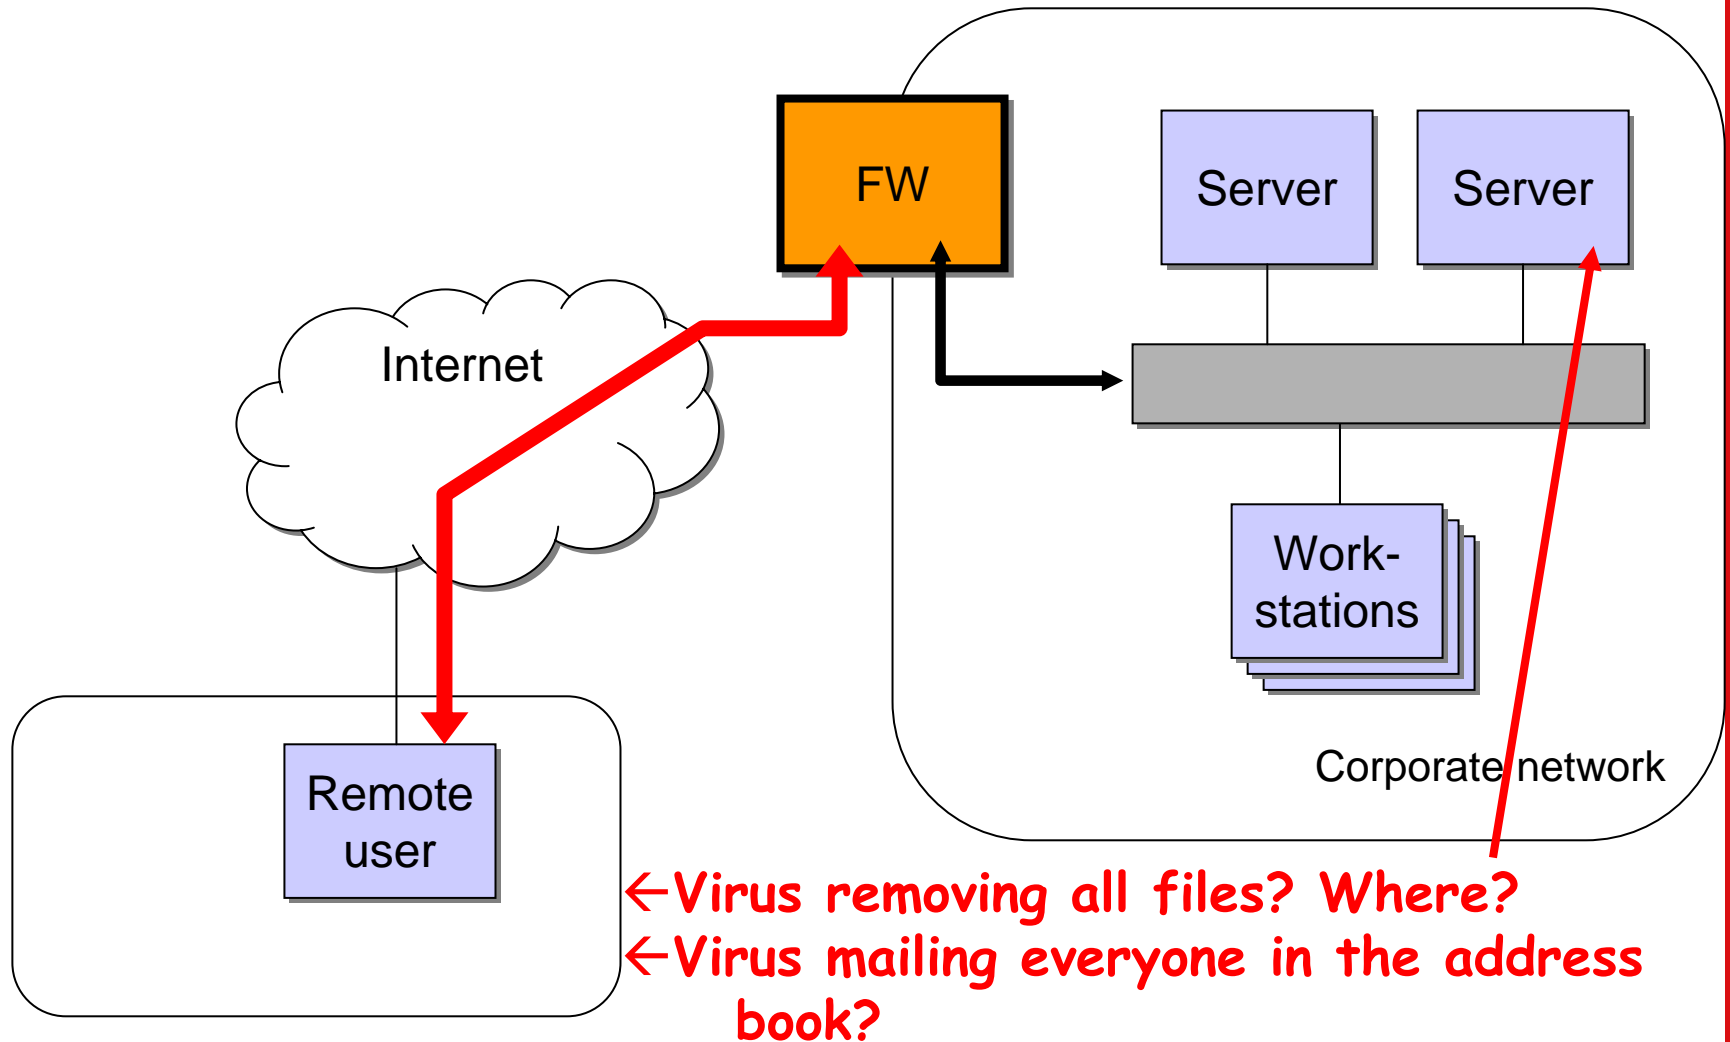 FW
Server
Server
Internet
Work-
stations
Corporate network
Remote
user
←Virus removing all files? Where?
←Virus mailing everyone in the address
book?